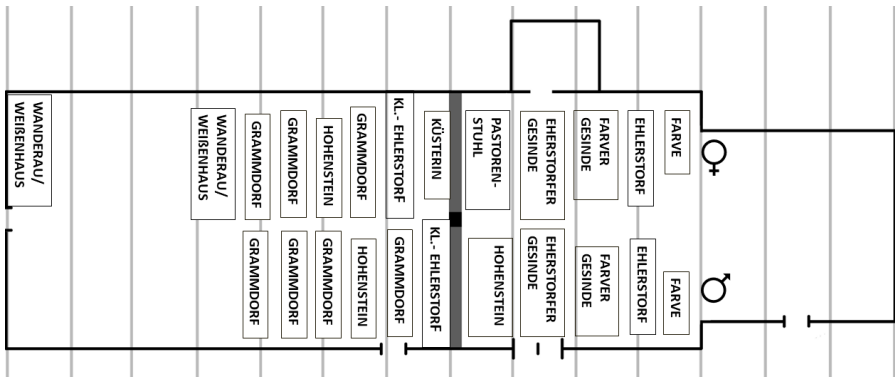 WANDERAU/
WEIßENHAUS
WANDERAU/
WEIßENHAUS
GRAMMDORF
GRAMMDORF
HOHENSTEIN
GRAMMDORF
KL.- EHLERSTORF
KÜSTERIN
PASTOREN-
STUHL
EHERSTORFER
GESINDE
FARVER
GESINDE
EHLERSTORF
FARVE
♀
GRAMMDORF
GRAMMDORF
GRAMMDORF
HOHENSTEIN
GRAMMDORF
KL.- EHLERSTORF
HOHENSTEIN
EHERSTORFER
GESINDE
FARVER
GESINDE
EHLERSTORF
FARVE
♂